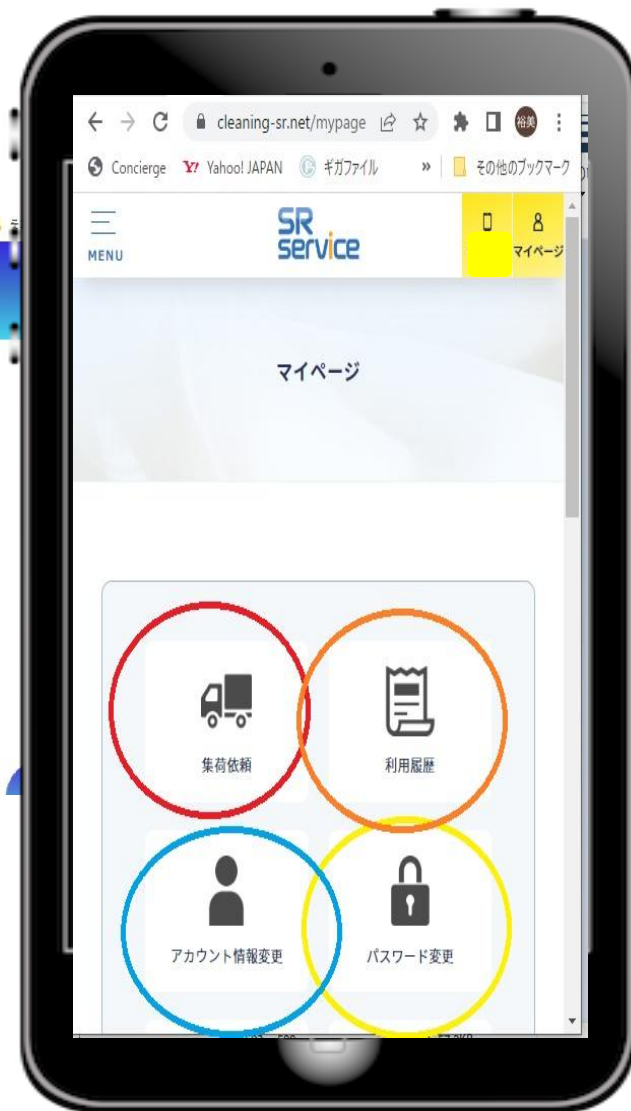 cleaning-sr.net/mypage
裕美
Concierge Yahoo! JAPAN ギガファイル » その他のブックマーク
MENU
SR
service
マイページ
マイページ
集荷依頼
利用履歴
アカウント情報変更
パスワード変更